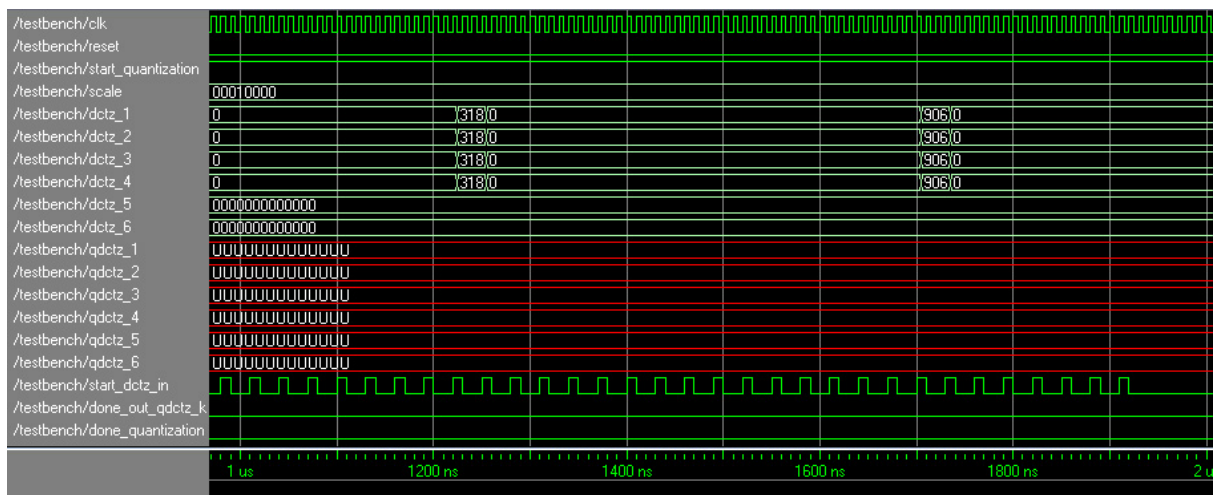 /testbench/clk
/testbench/reset
/testbench/start_quantization
/testbench/scale 00010000
/testbench/dctz_1 0 318 0 906 0
/testbench/dctz_2 0 318 0 906 0
/testbench/dctz_3 0 318 0 906 0
/testbench/dctz_4 0 318 0 906 0
/testbench/dctz_5 0000000000000
/testbench/dctz_6 0000000000000
/testbench/qdctz_1 UUUUUUUUUUUUU
/testbench/qdctz_2 UUUUUUUUUUUUU
/testbench/qdctz_3 UUUUUUUUUUUUU
/testbench/qdctz_4 UUUUUUUUUUUUU
/testbench/qdctz_5 UUUUUUUUUUUUU
/testbench/qdctz_6 UUUUUUUUUUUUU
/testbench/start_dctz_in
/testbench/done_out_qdctz_k
/testbench/done_quantization
1 us 1200 ns 1400 ns 1600 ns 1800 ns 2 u